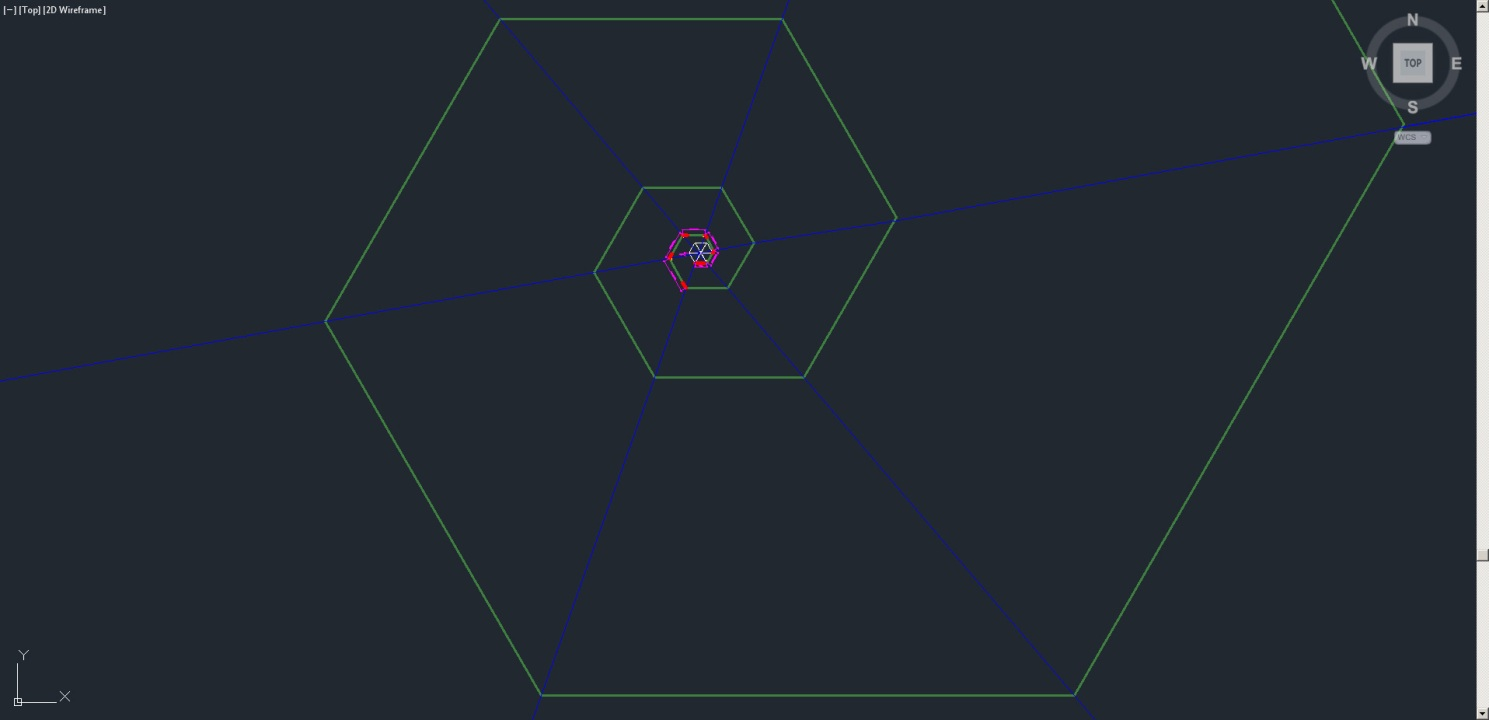 [−] [Top] [2D Wireframe]
N
W TOP E
S
WCS
Y
X